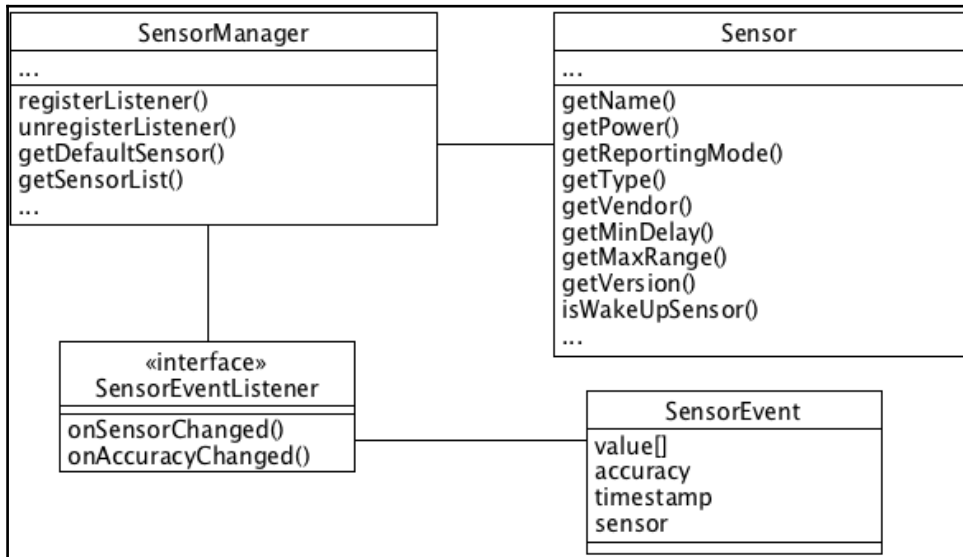 SensorManager
...
registerListener()
unregisterListener()
getDefaultSensor()
getSensorList()
...
Sensor
...
getName()
getPower()
getReportingMode()
getType()
getVendor()
getMinDelay()
getMaxRange()
getVersion()
isWakeUpSensor()
...
«interface»
SensorEventListener
onSensorChanged()
onAccuracyChanged()
SensorEvent
value[]
accuracy
timestamp
sensor